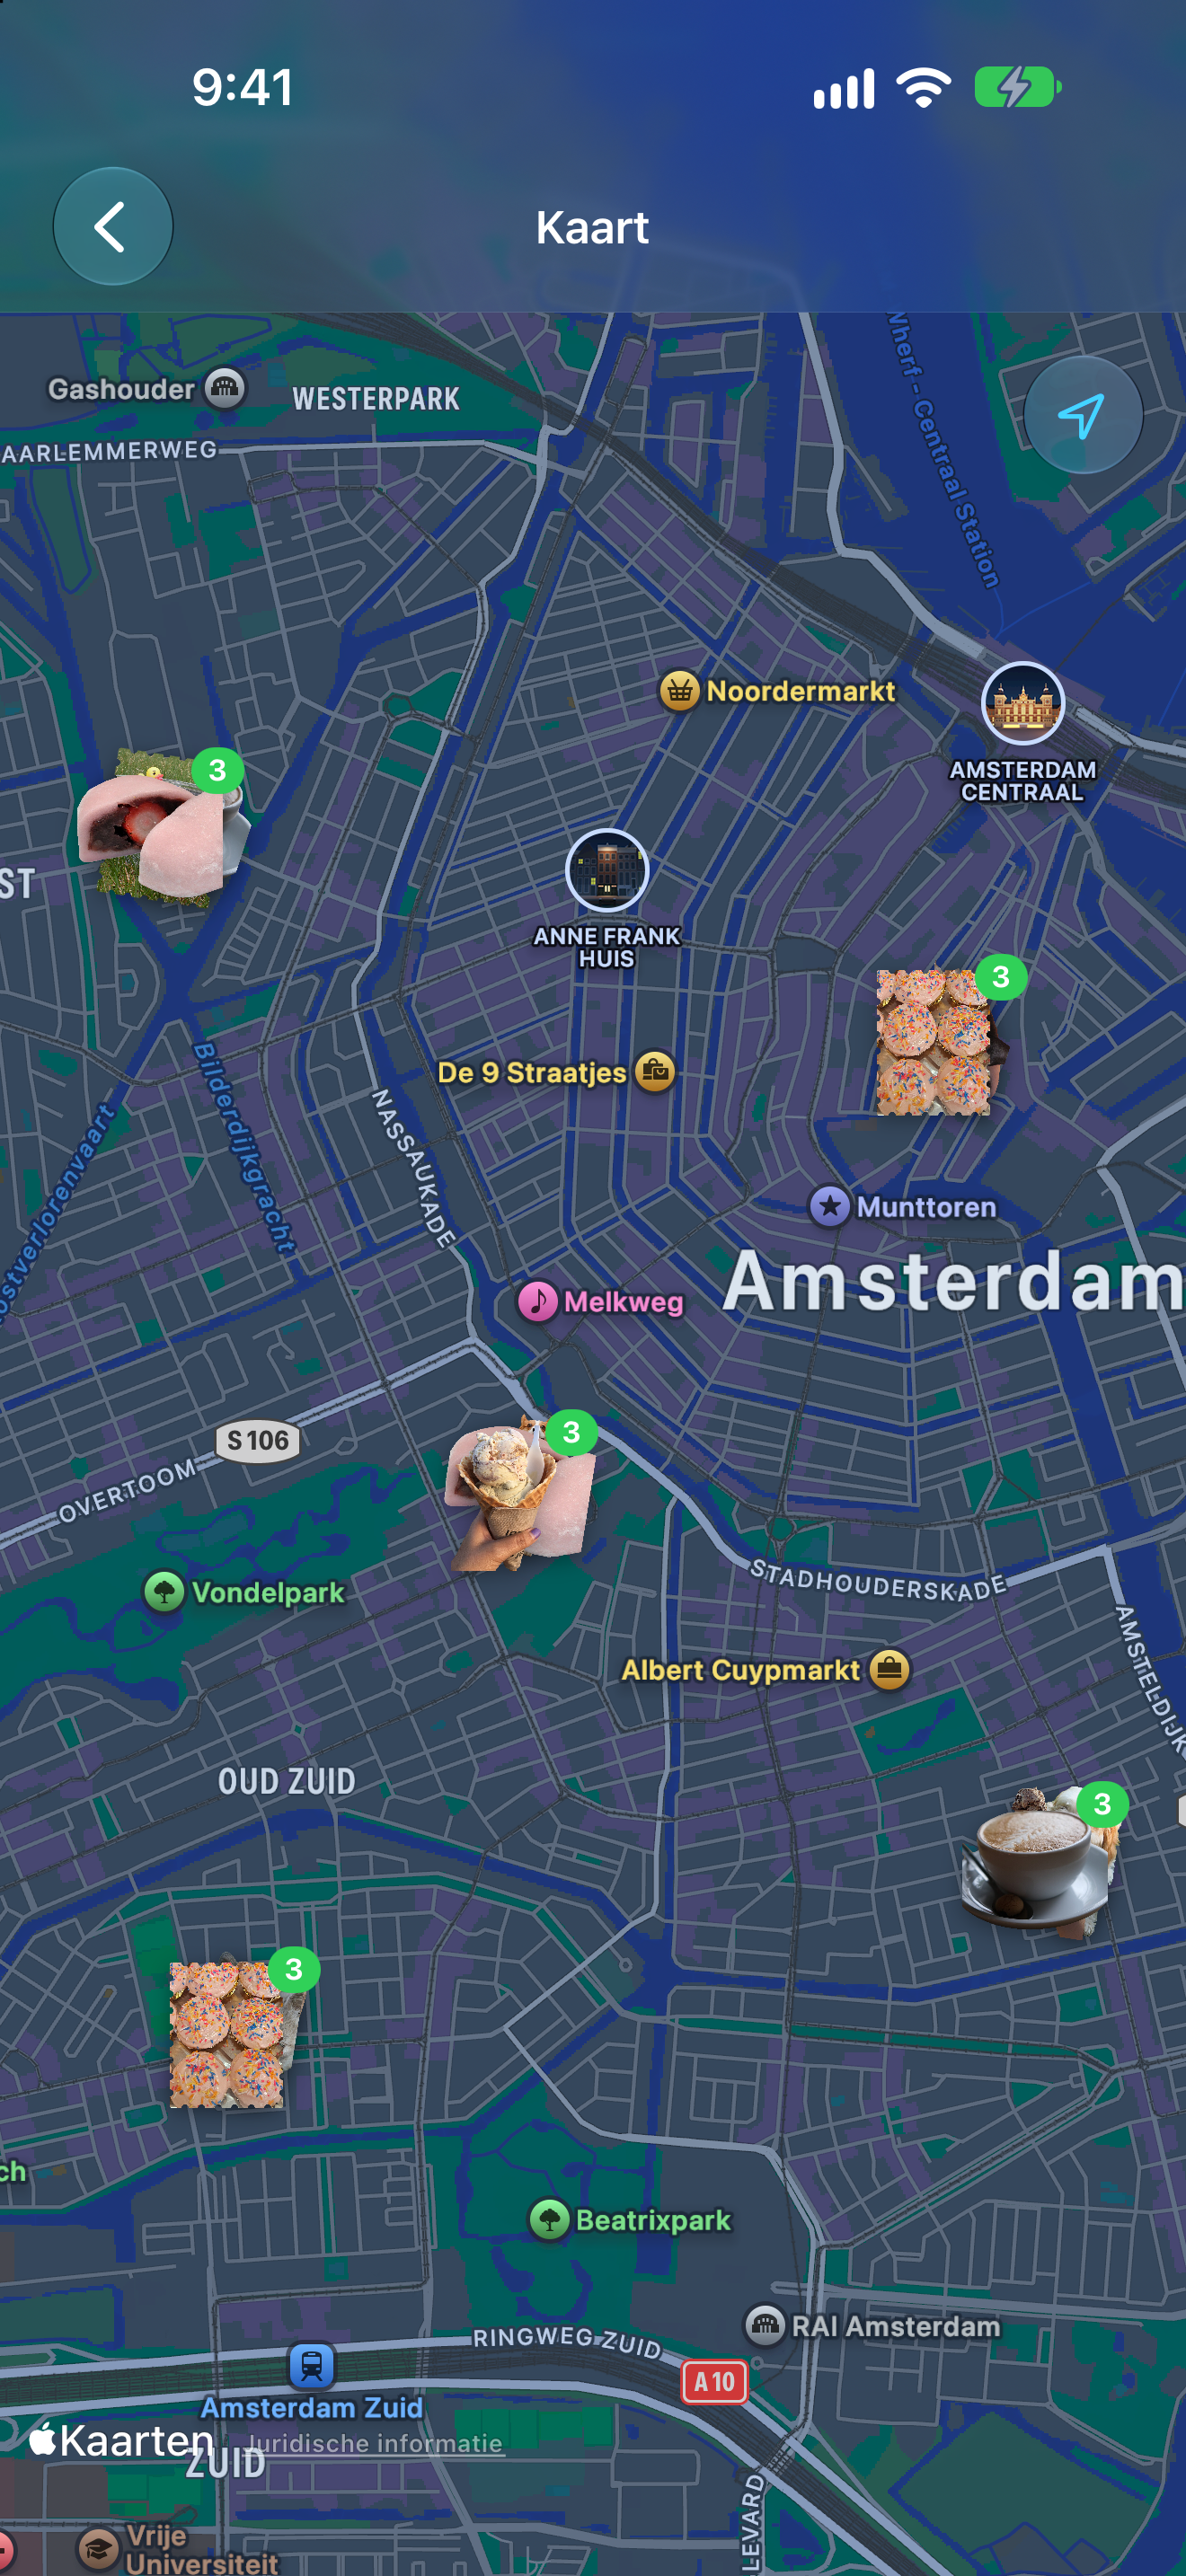 9:41
Kaart
Wherf - Centraal Station
Gashouder
WESTERPARK
AARLEMMERWEG
Noordermarkt
AMSTERDAM
CENTRAAL
3
ST
ANNE FRANK
HUIS
3
De 9 Straatjes
Bilderdijkgracht
NASSAUKADE
ostverlorenvaart
Munttoren
Amsterdam
Melkweg
3
S 106
OVERTOOM
STADHOUDERSKADE
Vondelpark
AMSTELDIJK
Albert Cuypmarkt
OUD ZUID
3
3
ch
Beatrixpark
RAI Amsterdam
RINGWEG ZUID
A 10
Amsterdam Zuid
Kaarten
Juridische informatie
ZUID
LEVARD
Vrije
Universiteit